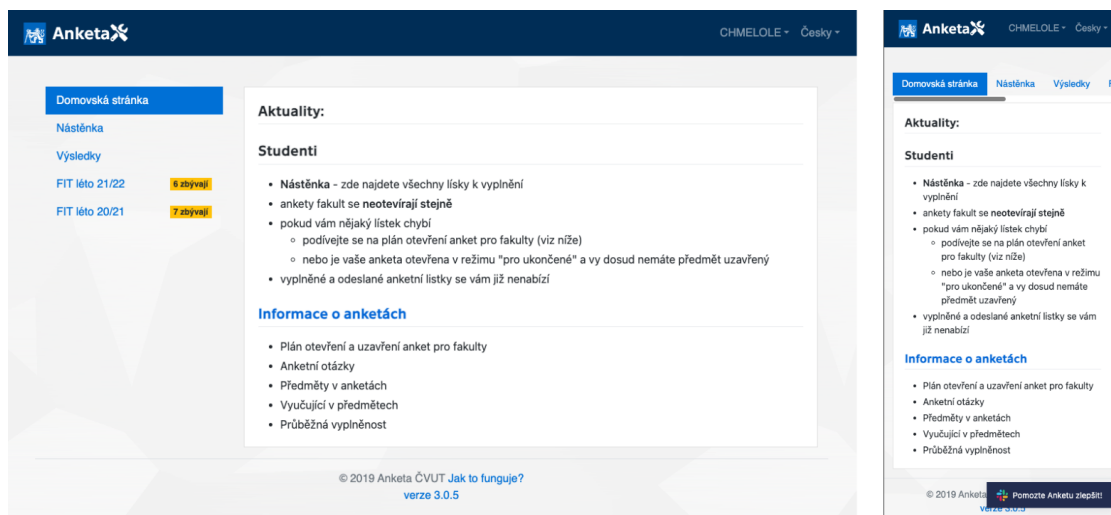 Anketa
CHMELOLE Česky
Domovská stránka
Nástěnka
Výsledky
FIT léto 21/22 6 zbývají
FIT léto 20/21 7 zbývají
Aktuality:
Studenti
• Nástěnka - zde najdete všechny lísky k vyplnění
• ankety fakult se neotevírají stejně
• pokud vám nějaký lístek chybí
◦ podívejte se na plán otevření anket pro fakulty (viz níže)
◦ nebo je vaše anketa otevřena v režimu "pro ukončené" a vy dosud nemáte předmět uzavřený
• vyplněné a odeslané anketní listky se vám již nenabízí
Informace o anketách
• Plán otevření a uzavření anket pro fakulty
• Anketní otázky
• Předměty v anketách
• Vyučující v předmětech
• Průběžná vyplněnost
© 2019 Anketa ČVUT Jak to funguje?
verze 3.0.5
Anketa
CHMELOLE Česky
Domovská stránka Nástěnka Výsledky F
Aktuality:
Studenti
• Nástěnka - zde najdete všechny lísky k
vyplnění
• ankety fakult se neotevírají stejně
• pokud vám nějaký lístek chybí
◦ podívejte se na plán otevření anket
pro fakulty (viz níže)
◦ nebo je vaše anketa otevřena v režimu
"pro ukončené" a vy dosud nemáte
předmět uzavřený
• vyplněné a odeslané anketní listky se vám
již nenabízí
Informace o anketách
• Plán otevření a uzavření anket pro fakulty
• Anketní otázky
• Předměty v anketách
• Vyučující v předmětech
• Průběžná vyplněnost
© 2019 Anketa
Pomozte Anketu zlepšit!
verze 3.0.5